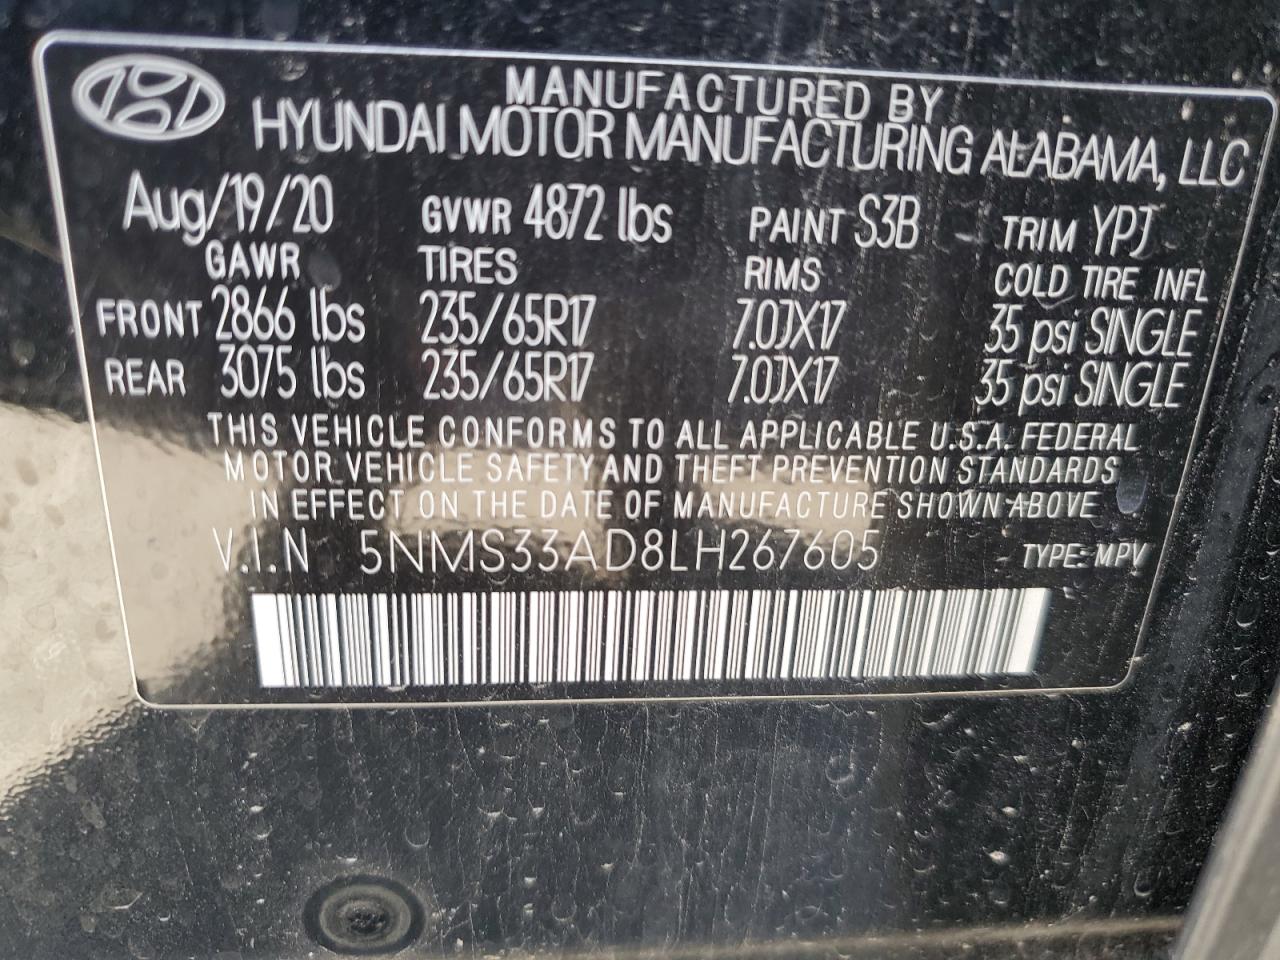 MANUFACTURED BY
HYUNDAI MOTOR MANUFACTURING ALABAMA, LLC
Aug/19/20 GVWR 4872 lbs PAINT S3B TRIM YPJ
GAWR TIRES RIMS COLD TIRE INFL
FRONT 2866 lbs 235/65R17 7.0JX17 35 psi SINGLE
REAR 3075 lbs 235/65R17 7.0JX17 35 psi SINGLE
THIS VEHICLE CONFORMS TO ALL APPLICABLE U.S.A. FEDERAL
MOTOR VEHICLE SAFETY AND THEFT PREVENTION STANDARDS
IN EFFECT ON THE DATE OF MANUFACTURE SHOWN ABOVE
V.I.N 5NMS33AD8LH267605 TYPE: MPV